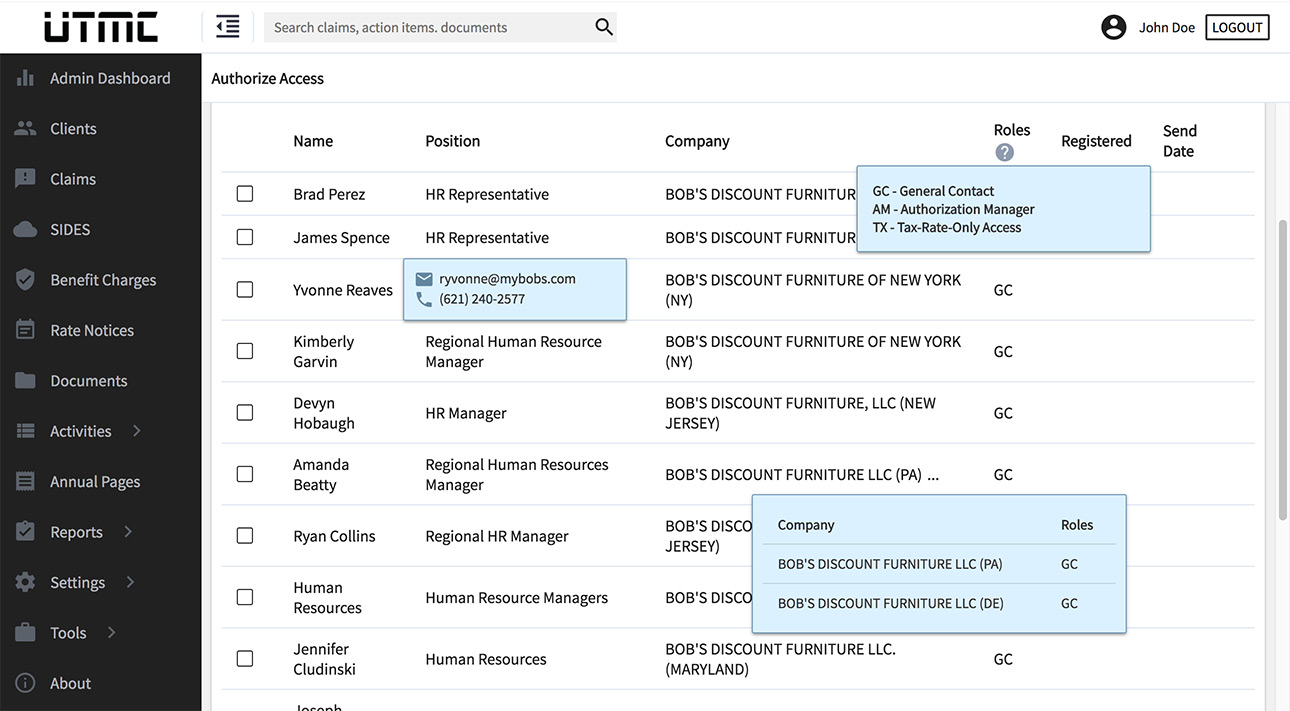 UTMC
Search claims, action items. documents
John Doe
LOGOUT
Admin Dashboard
Clients
Claims
SIDES
Benefit Charges
Rate Notices
Documents
Activities
Annual Pages
Reports
Settings
Tools
About
Authorize Access
Name Position Company Roles Registered Send
Date
?
GC - General Contact
AM - Authorization Manager
TX - Tax-Rate-Only Access
Brad Perez HR Representative BOB'S DISCOUNT
James Spence HR Representative BOB'S DISCOUNT
Yvonne Reaves BOB'S DISCOUNT FURNITURE OF NEW YORK
(NY) GC
ryvonne@mybobs.com
(621) 240-2577
Kimberly Regional Human Resource BOB'S DISCOUNT FURNITURE OF NEW YORK
Garvin Manager (NY) GC
Devyn HR Manager BOB'S DISCOUNT FURNITURE, LLC (NEW
Hobaugh JERSEY) GC
Amanda Regional Human Resources BOB'S DISCOUNT FURNITURE LLC (PA) ... GC
Beatty Manager
Ryan Collins Regional HR Manager BOB'S
JERSEY)
Human Human Resource Managers BOB'S
Resources
Company Roles
BOB'S DISCOUNT FURNITURE LLC (PA) GC
BOB'S DISCOUNT FURNITURE LLC (DE) GC
Jennifer Human Resources BOB'S DISCOUNT FURNITURE LLC.
Cludinski (MARYLAND) GC